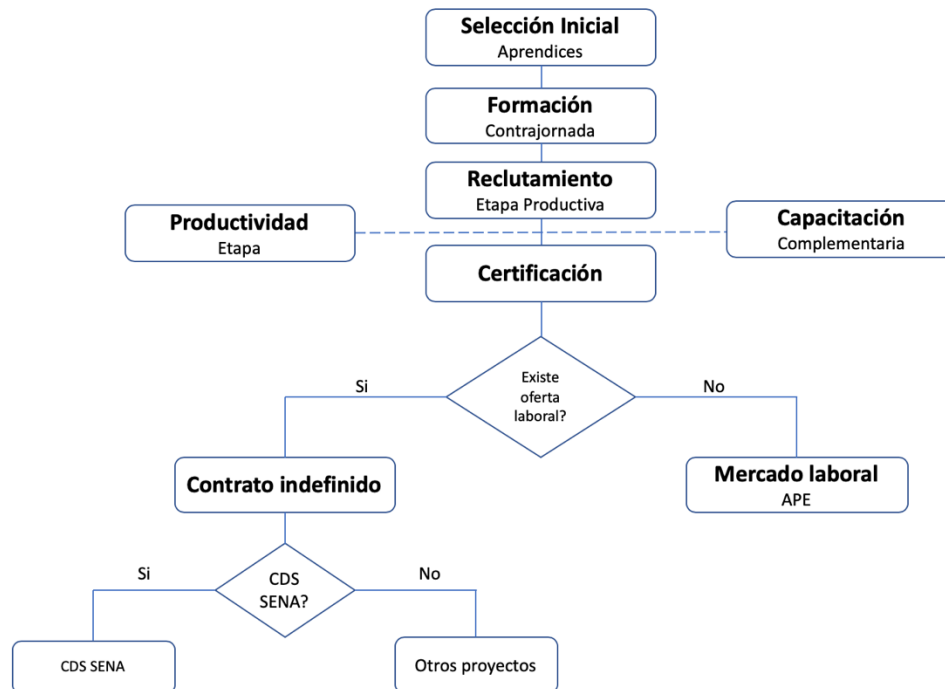 Selección Inicial
Aprendices
Formación
Contrajornada
Reclutamiento
Etapa Productiva
Productividad
Etapa
Capacitación
Complementaria
Certificación
Existe
oferta
laboral?
Si
No
Contrato indefinido
Mercado laboral
APE
CDS
SENA?
Si
No
CDS SENA
Otros proyectos